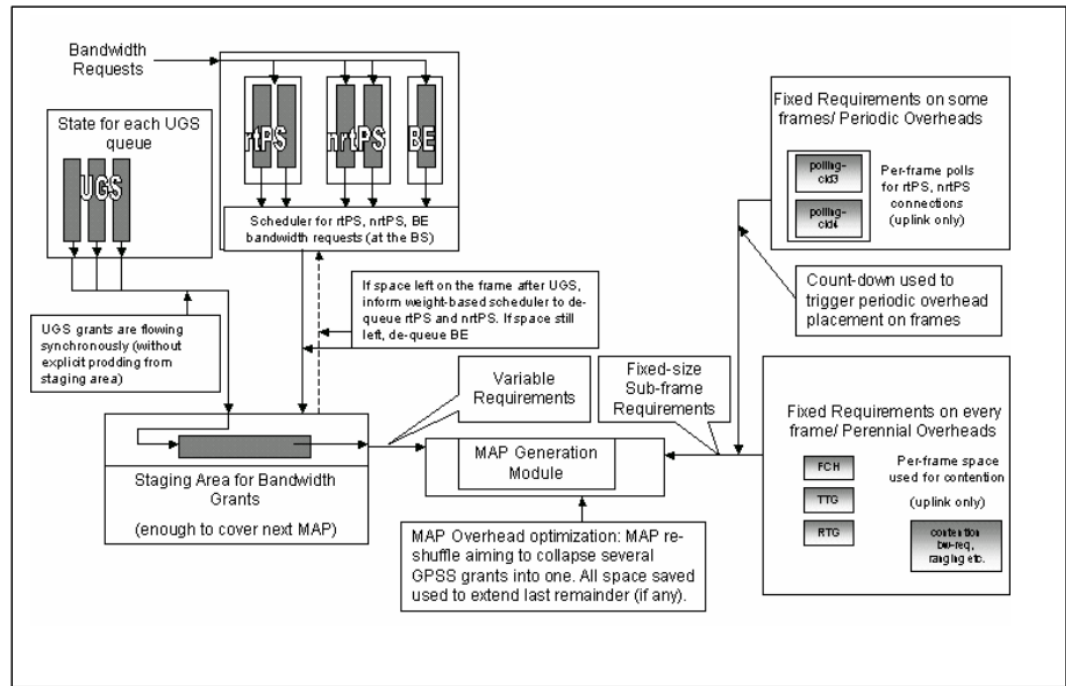 Bandwidth
Requests
State for each UGS
queue
UGS
rtPS
nrtPS
BE
Scheduler for rtPS, nrtPS, BE
bandwidth requests (at the BS)
If space left on the frame after UGS,
inform weight-based scheduler to de-
queue rtPS and nrtPS. If space still
left, de-queue BE
UGS grants are flowing
synchronously (without
explicit prodding from
staging area)
Staging Area for Bandwidth
Grants
(enough to cover next MAP)
Variable
Requirements
Fixed-size
Sub-frame
Requirements
MAP Generation
Module
MAP Overhead optimization: MAP re-
shuffle aiming to collapse several
GPSS grants into one. All space saved
used to extend last remainder (if any).
Fixed Requirements on some
frames/ Periodic Overheads
polling-
cid3
polling-
cid4
Per-frame polls
for rtPS, nrtPS
connections
(uplink only)
Count-down used to
trigger periodic overhead
placement on frames
Fixed Requirements on every
frame/ Perennial Overheads
FCH
TTG
RTG
Per-frame space
used for contention
(uplink only)
contention
bw-req,
ranging etc.